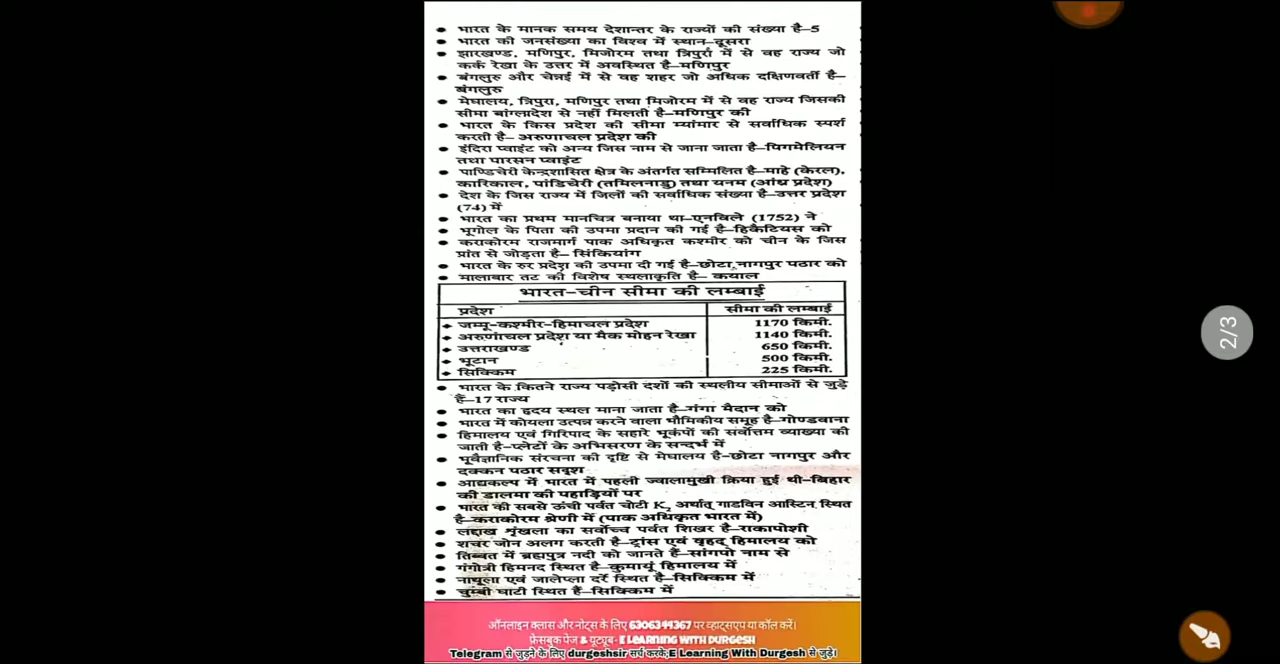 • भारत के मानक समय देशान्तर के राज्यों की संख्या है–5
• भारत की जनसंख्या का विश्व में स्थान–दूसरा
• झारखण्ड, मणिपुर, मिजोरम तथा त्रिपुरा में से वह राज्य जो
कर्क रेखा के उत्तर में अवस्थित है–मणिपुर
• बंगलुरु और चेन्नई में से वह शहर जो अधिक दक्षिणवर्ती है–
बंगलुरु
• मेघालय, त्रिपुरा, मणिपुर तथा मिजोरम में से वह राज्य जिसकी
सीमा बांग्लादेश से नहीं मिलती है–मणिपुर की
• भारत के किस प्रदेश की सीमा म्यांमार से सर्वाधिक स्पर्श
करती है– अरुणाचल प्रदेश की
• इंदिरा प्वाइंट को अन्य जिस नाम से जाना जाता है–पिगमेलियन
तथा पारसन प्वाइंट
• पाण्डिचेरी केन्द्रशासित क्षेत्र के अंतर्गत सम्मिलित है–माहे (केरल),
कारिकाल, पांडिचेरी (तमिलनाडु) तथा यनम (आंध्र प्रदेश)
• देश के जिस राज्य में जिलों की सर्वाधिक संख्या है–उत्तर प्रदेश
(74) में
• भारत का प्रथम मानचित्र बनाया था–एनविले (1752) ने
• भूगोल के पिता की उपमा प्रदान की गई है–हिकैटियस को
• कराकोरम राजमार्ग पाक अधिकृत कश्मीर को चीन के जिस
प्रांत से जोड़ता है– सिंकियांग
• भारत के रुर प्रदेश की उपमा दी गई है–छोटा नागपुर पठार को
• मालाबार तट की विशेष स्थलाकृति है– कयाल
भारत–चीन सीमा की लम्बाई
प्रदेश सीमा की लम्बाई
◆ जम्मू–कश्मीर–हिमाचल प्रदेश 1170 किमी.
◆ अरुणाचल प्रदेश या मैक मोहन रेखा 1140 किमी.
◆ उत्तराखण्ड 650 किमी.
◆ भूटान 500 किमी.
◆ सिक्किम 225 किमी.
• भारत के कितने राज्य पड़ोसी दशों की स्थलीय सीमाओं से जुड़े
हैं–17 राज्य
• भारत का हृदय स्थल माना जाता है–गंगा मैदान को
• भारत में कोयला उत्पन्न करने वाला भौमिकीय समूह है–गोण्डवाना
• हिमालय एवं गिरिपाद के सहारे भूकंपों की सर्वोत्तम व्याख्या की
जाती है–प्लेटों के अभिसरण के सन्दर्भ में
• भूवैज्ञानिक संरचना की दृष्टि से मेघालय है–छोटा नागपुर और
दक्कन पठार सदृश
• आद्यकल्प में भारत में पहली ज्वालामुखी क्रिया हुई थी–बिहार
की डालमा की पहाड़ियों पर
• भारत की सबसे ऊंची पर्वत चोटी K₂ अर्थात् गाडविन आस्टिन स्थित
है–कराकोरम श्रेणी में (पाक अधिकृत भारत में)
• लद्दाख शृंखला का सर्वोच्च पर्वत शिखर है–राकापोशी
• शचर जोन अलग करती है–ट्रांस एवं वृहद् हिमालय को
• तिब्बत में ब्रह्मपुत्र नदी को जानते हैं–सांगपो नाम से
• गंगोत्री हिमनद स्थित है–कुमायूं हिमालय में
• नाथूला एवं जालेप्ला दर्रे स्थित है–सिक्किम में
• चुम्बी घाटी स्थित हैं–सिक्किम में
ऑनलाइन क्लास और नोट्स के लिए 6306344367 पर व्हाट्सएप या कॉल करें।
फ़ेसबुक पेज & यूट्यूब- E LEARNING WITH DURGESH
Telegram से जुड़ने के लिए durgeshsir सर्च करके,E Learning With Durgesh से जुड़े।
2/3